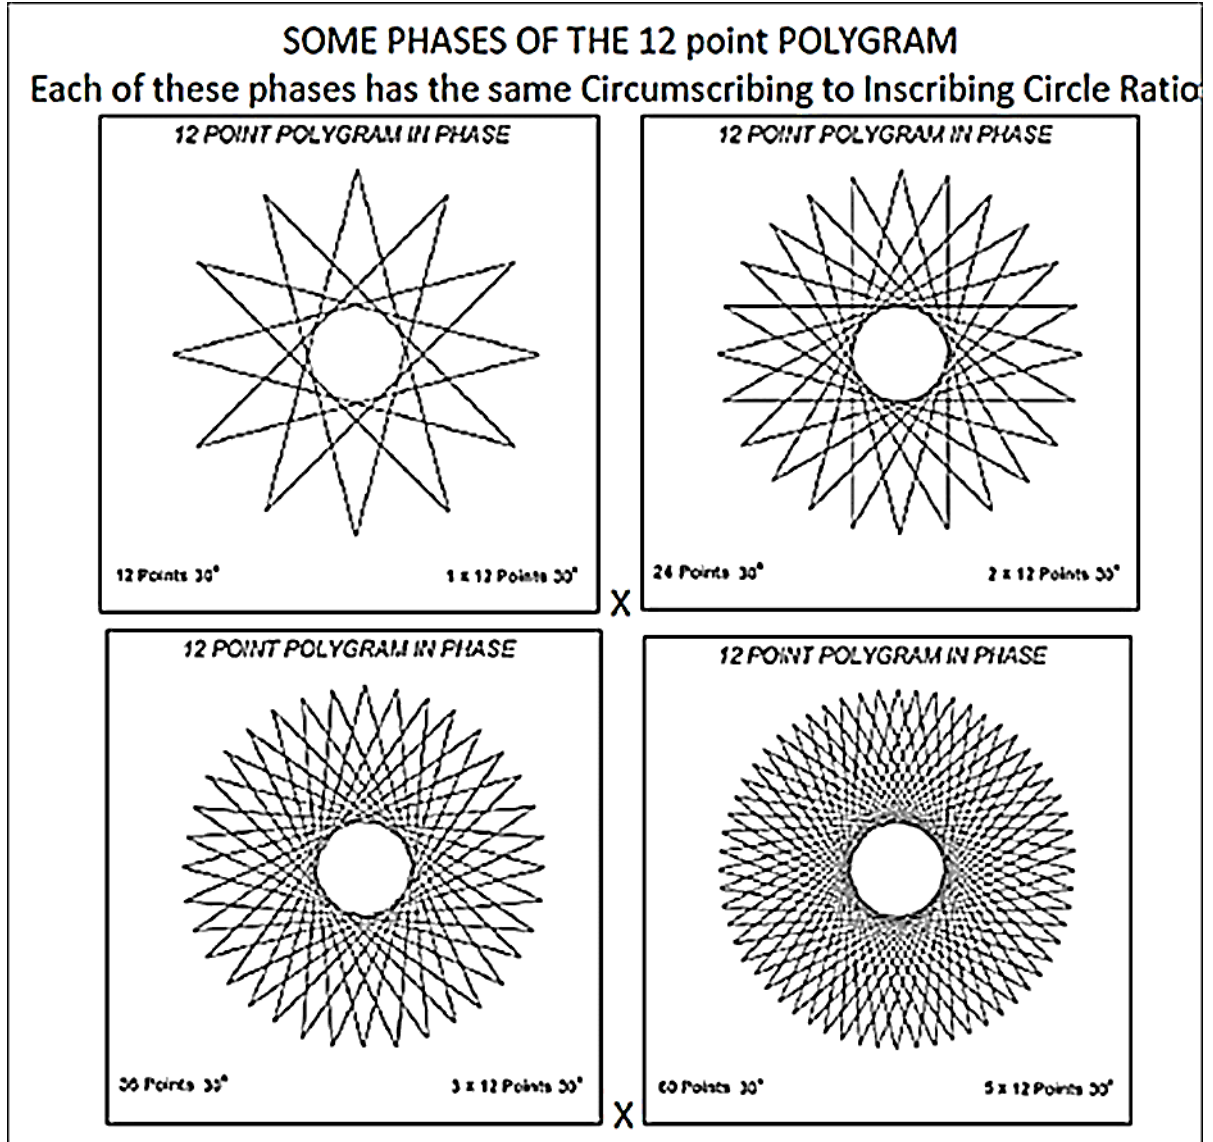 SOME PHASES OF THE 12 point POLYGRAM
Each of these phases has the same Circumscribing to Inscribing Circle Ratio
12 POINT POLYGRAM IN PHASE
12 Points 30°
1 x 12 Points 30°
X
12 POINT POLYGRAM IN PHASE
24 Points 30°
2 x 12 Points 30°
12 POINT POLYGRAM IN PHASE
36 Points 30°
3 x 12 Points 30°
X
12 POINT POLYGRAM IN PHASE
60 Points 30°
5 x 12 Points 30°